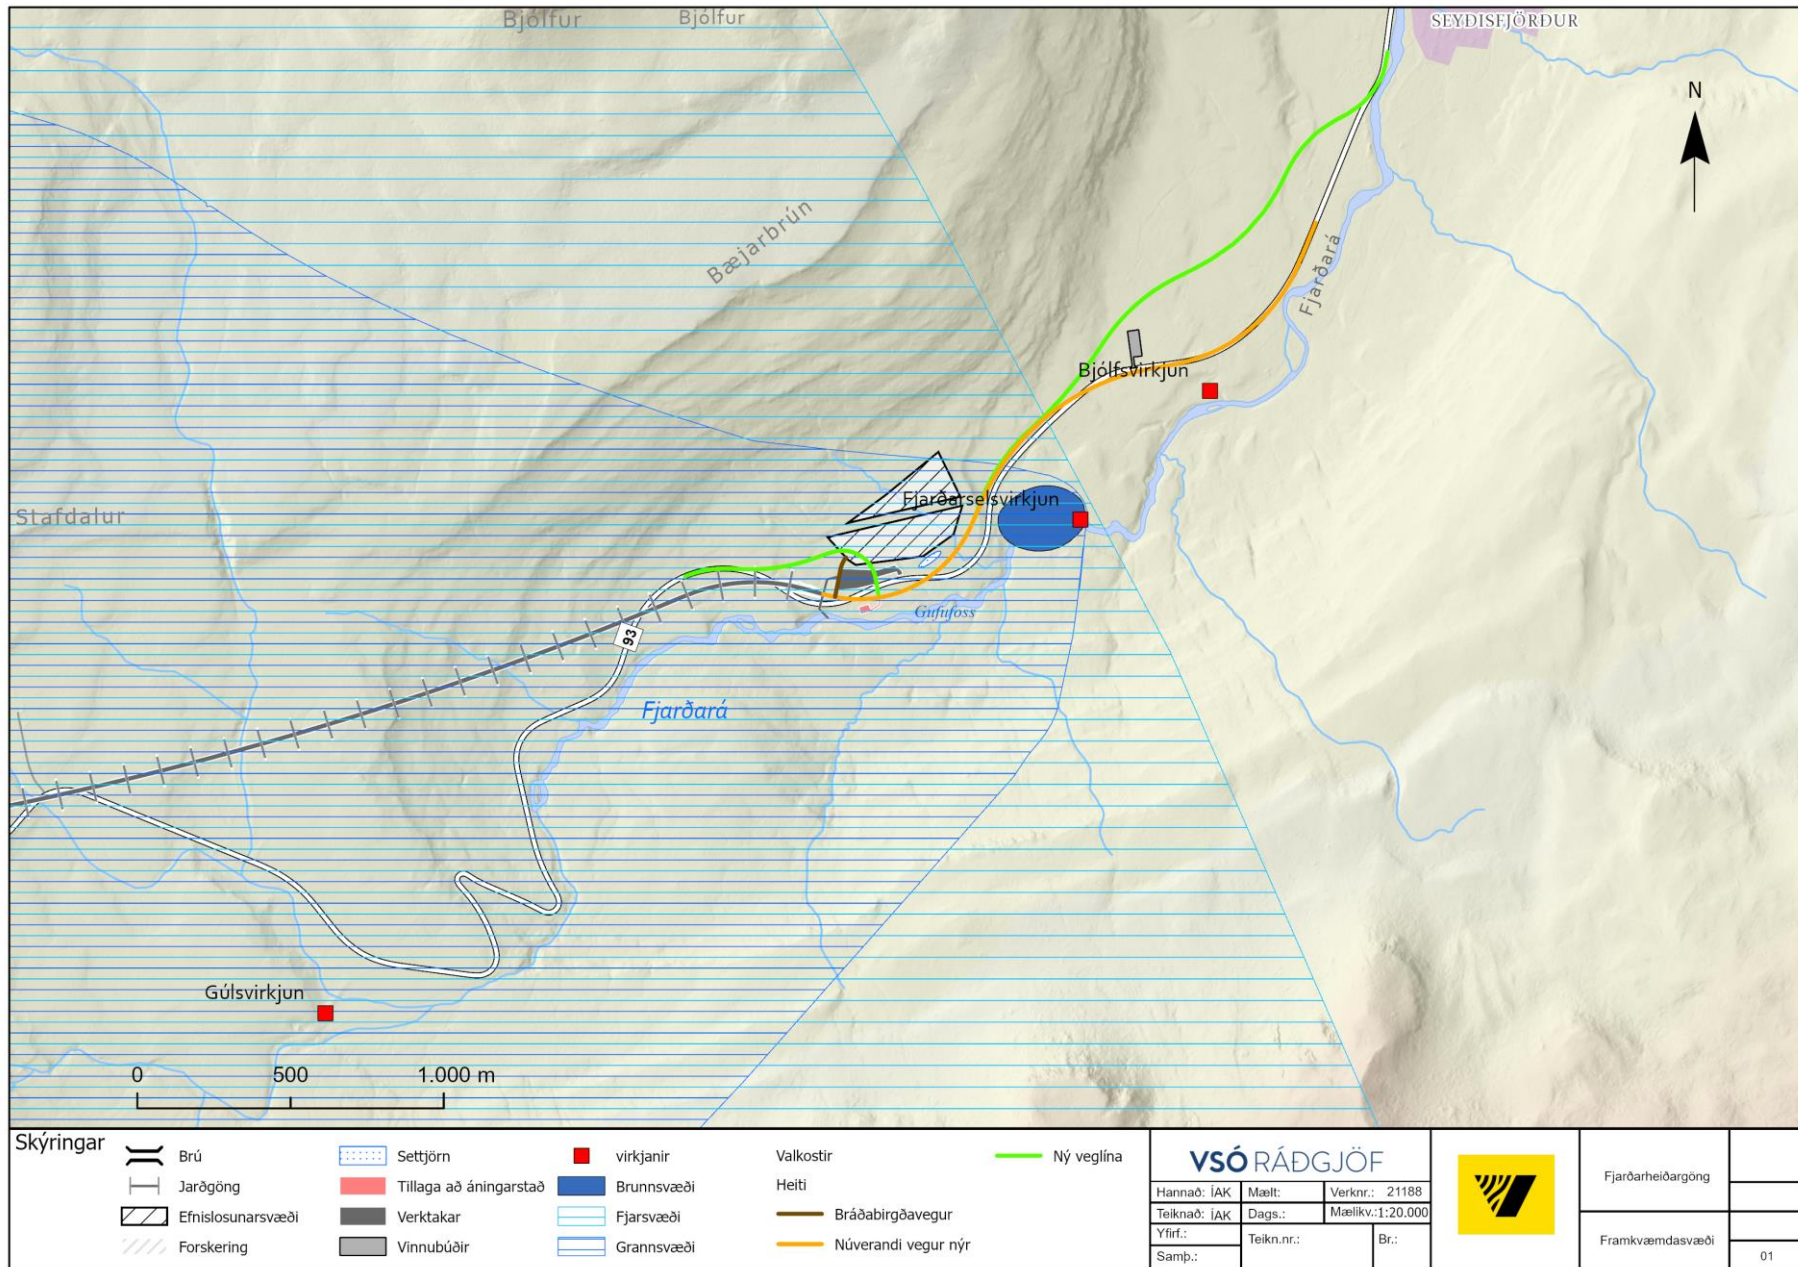 Bjólfur
Bjólfur
SEYÐISFJÖRÐUR
N
Bæjarbrún
Fjarðará
Bjólfsvirkjun
Fjarðarselsvirkjun
Stafdalur
Gufufoss
93
Fjarðará
Gúlsvirkjun
0 500 1.000 m
Skýringar
Brú
Jarðgöng
Efnislosunarsvæði
Forskering
Settjörn
Tillaga að áningarstað
Verktakar
Vinnubúðir
virkjanir
Brunnsvæði
Fjarsvæði
Grannsvæði
Valkostir
Heiti
Bráðabirgðavegur
Núverandi vegur nýr
Ný veglína
VSÓ RÁÐGJÖF
Hannað: ÍAK Mælt: Verknr.: 21188
Teiknað: ÍAK Dags.: Mælikv.:1:20.000
Yfirf.: Teikn.nr.: Br.:
Samþ.:
Fjarðarheiðargöng
Framkvæmdasvæði
01